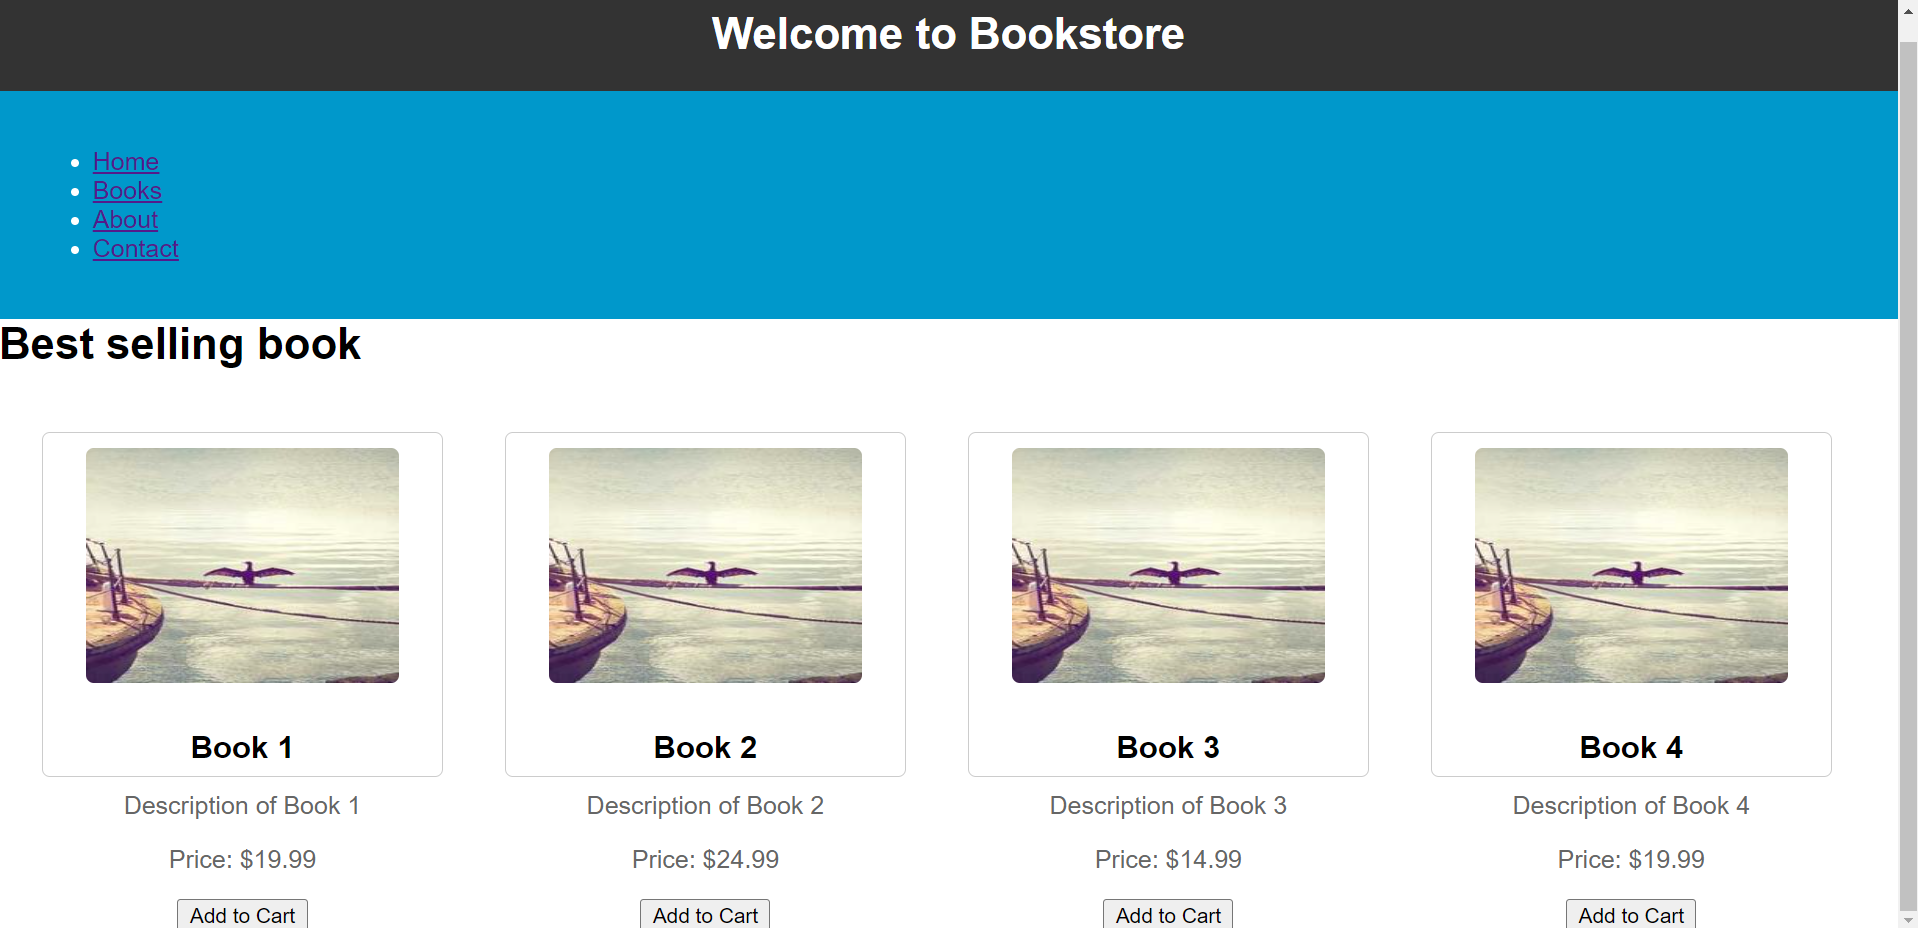 Welcome to Bookstore
Home
Books
About
Contact
Best selling book
Book 1
Description of Book 1
Price: $19.99
Add to Cart
Book 2
Description of Book 2
Price: $24.99
Add to Cart
Book 3
Description of Book 3
Price: $14.99
Add to Cart
Book 4
Description of Book 4
Price: $19.99
Add to Cart